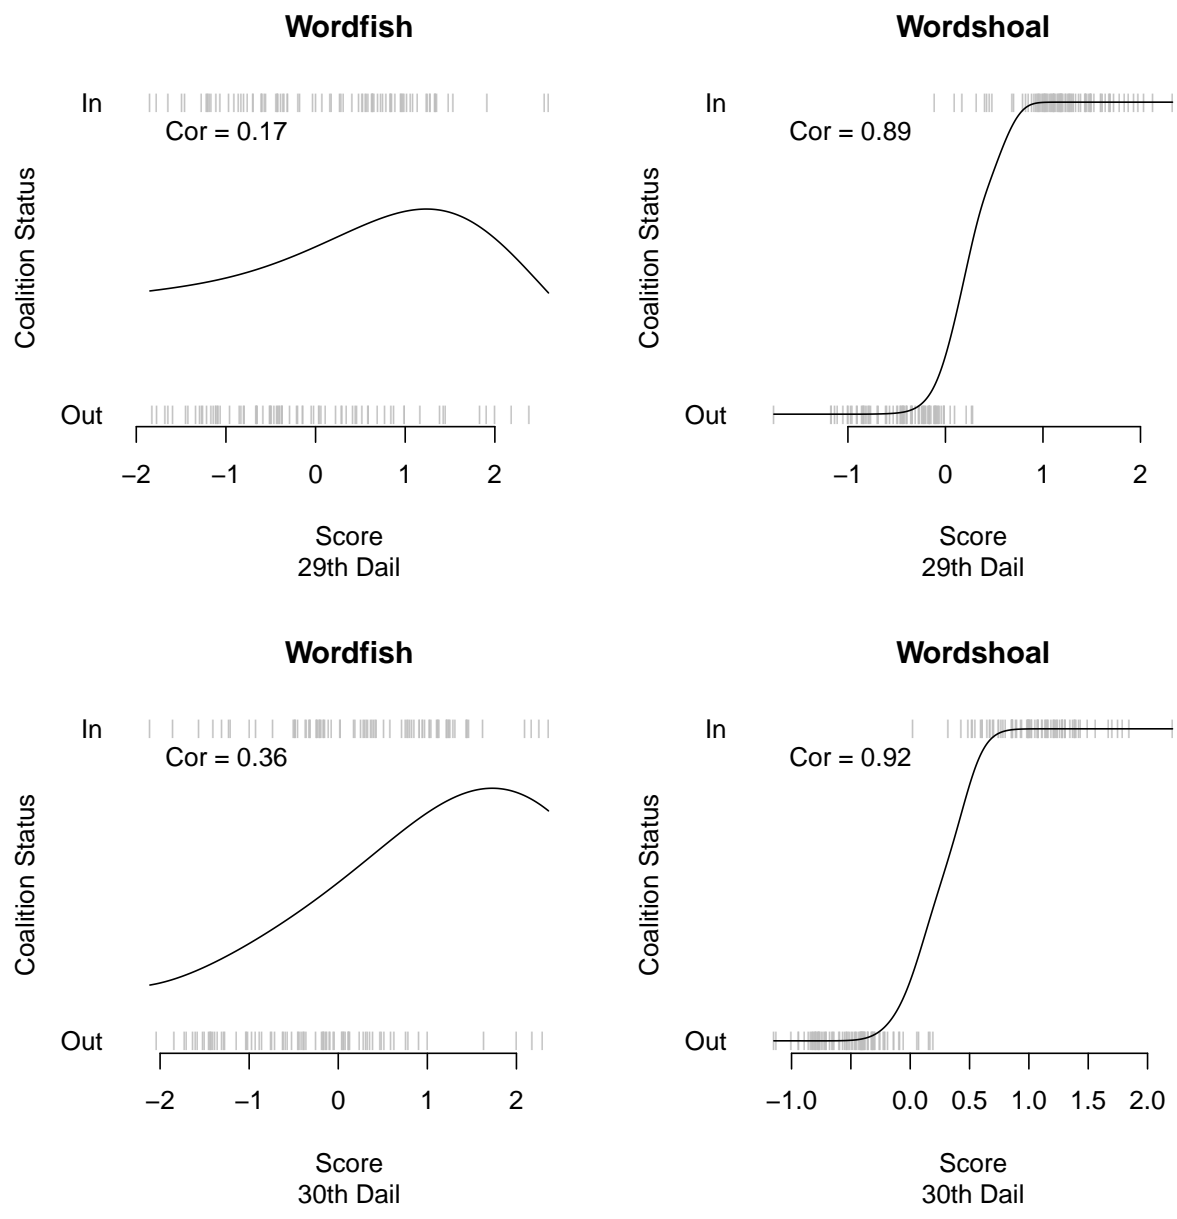 Wordfish
In
Cor = 0.17
Coalition Status
Out
−2 −1 0 1 2
Score
29th Dail
Wordshoal
In
Cor = 0.89
Coalition Status
Out
−1 0 1 2
Score
29th Dail
Wordfish
In
Cor = 0.36
Coalition Status
Out
−2 −1 0 1 2
Score
30th Dail
Wordshoal
In
Cor = 0.92
Coalition Status
Out
−1.0 0.0 0.5 1.0 1.5 2.0
Score
30th Dail